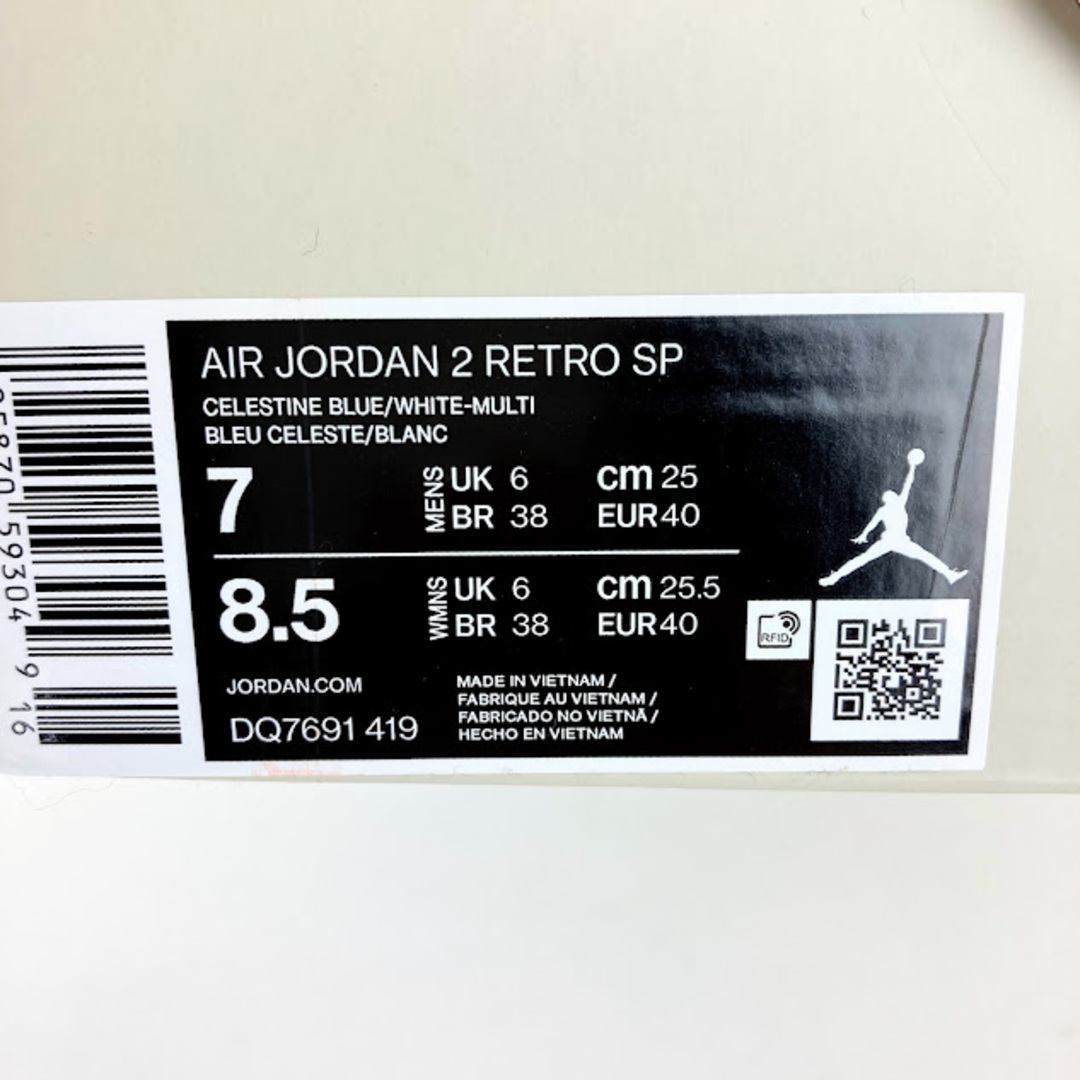 AIR JORDAN 2 RETRO SP
CELESTINE BLUE/WHITE-MULTI
BLEU CELESTE/BLANC
7
MENS
UK 6 cm 25
BR 38 EUR 40
8.5
WMNS
UK 6 cm 25.5
BR 38 EUR 40
RFID
JORDAN.COM
DQ7691 419
MADE IN VIETNAM /
FABRIQUE AU VIETNAM /
FABRICADO NO VIETNÃ /
HECHO EN VIETNAM
59304 9 16